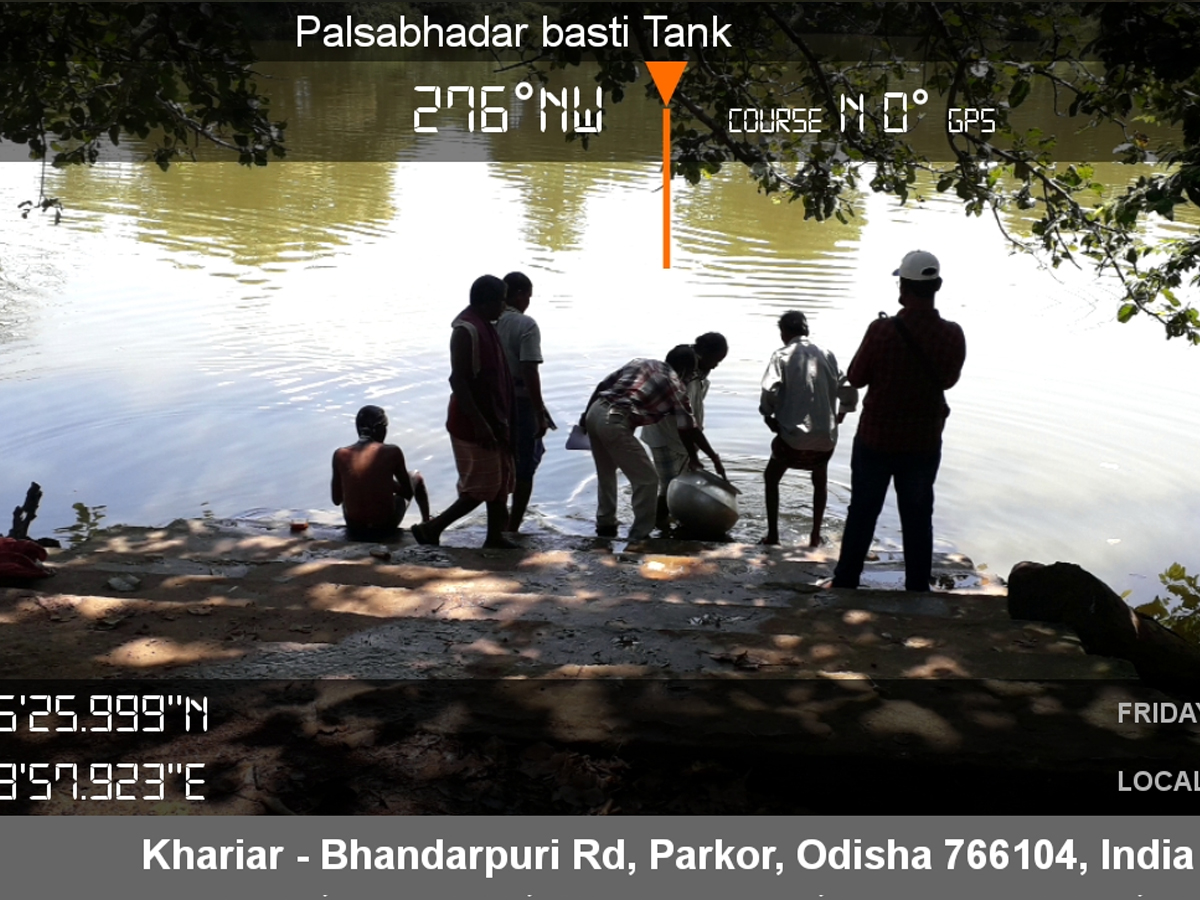 Palsabhadar basti Tank
276°NW
COURSE N 0° GPS
5'25.999"N
FRIDAY
8'57.923"E
LOCAL
Khariar - Bhandarpuri Rd, Parkor, Odisha 766104, India